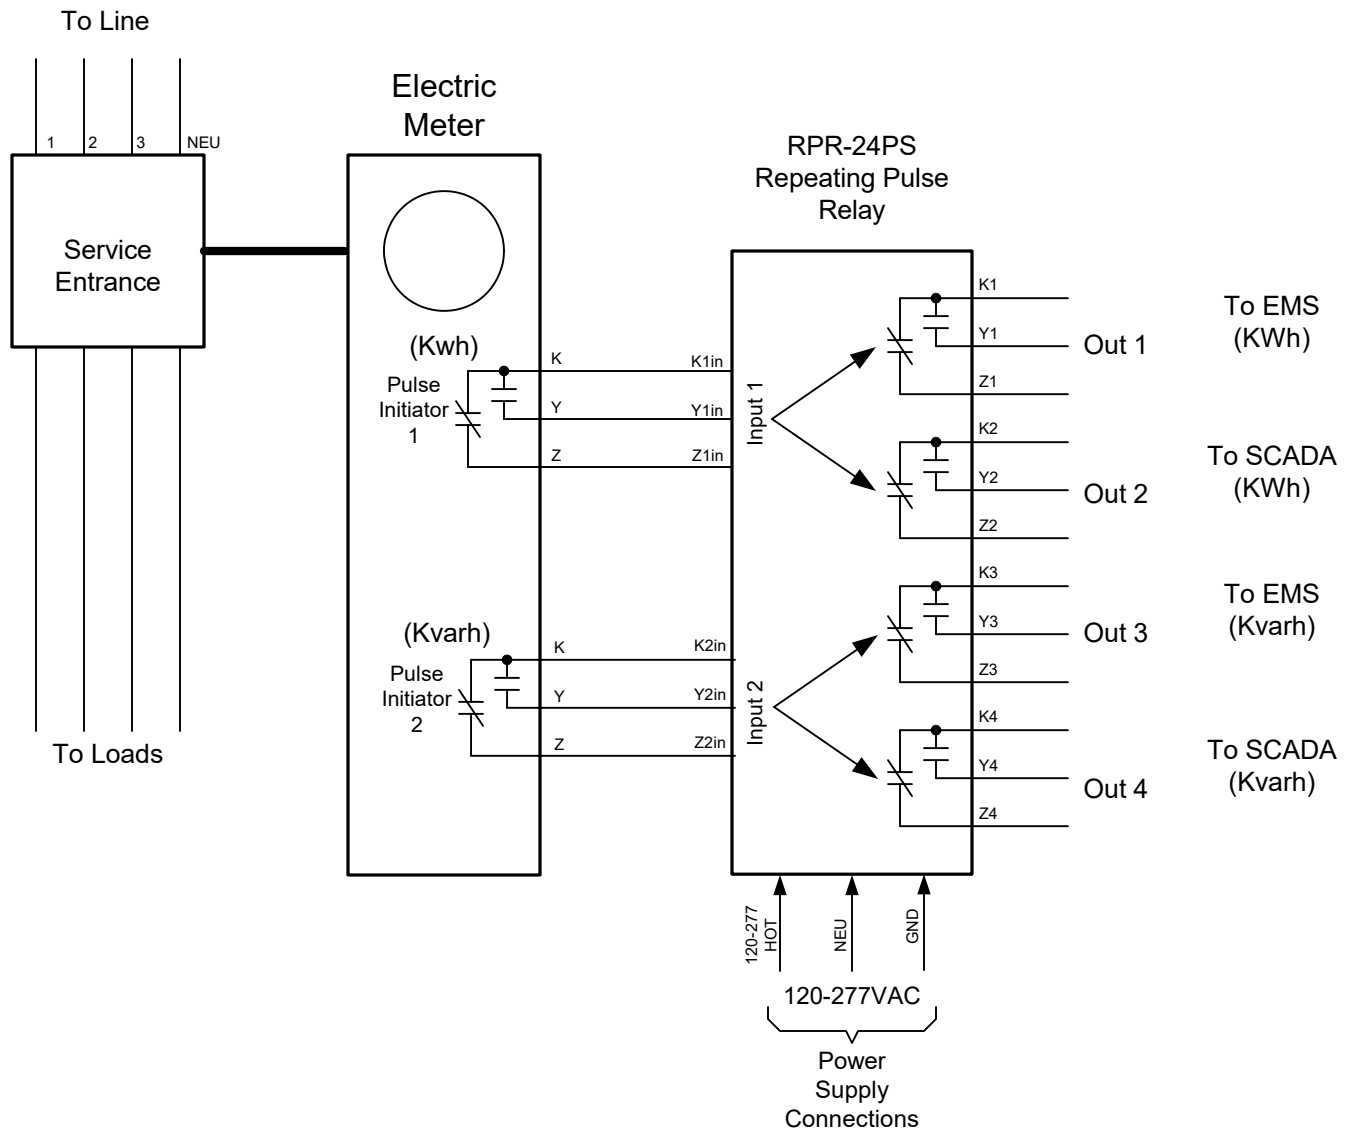 To Line
1
2
3
NEU
Service
Entrance
To Loads
Electric
Meter
(Kwh)
Pulse
Initiator
1
K
Y
Z
(Kvarh)
Pulse
Initiator
2
K
Y
Z
K1in
Y1in
Z1in
K2in
Y2in
Z2in
RPR-24PS
Repeating Pulse
Relay
Input 1
Input 2
K1
Y1
Z1
K2
Y2
Z2
K3
Y3
Z3
K4
Y4
Z4
Out 1
Out 2
Out 3
Out 4
To EMS
(KWh)
To SCADA
(KWh)
To EMS
(Kvarh)
To SCADA
(Kvarh)
120-277
HOT
NEU
GND
120-277VAC
Power
Supply
Connections